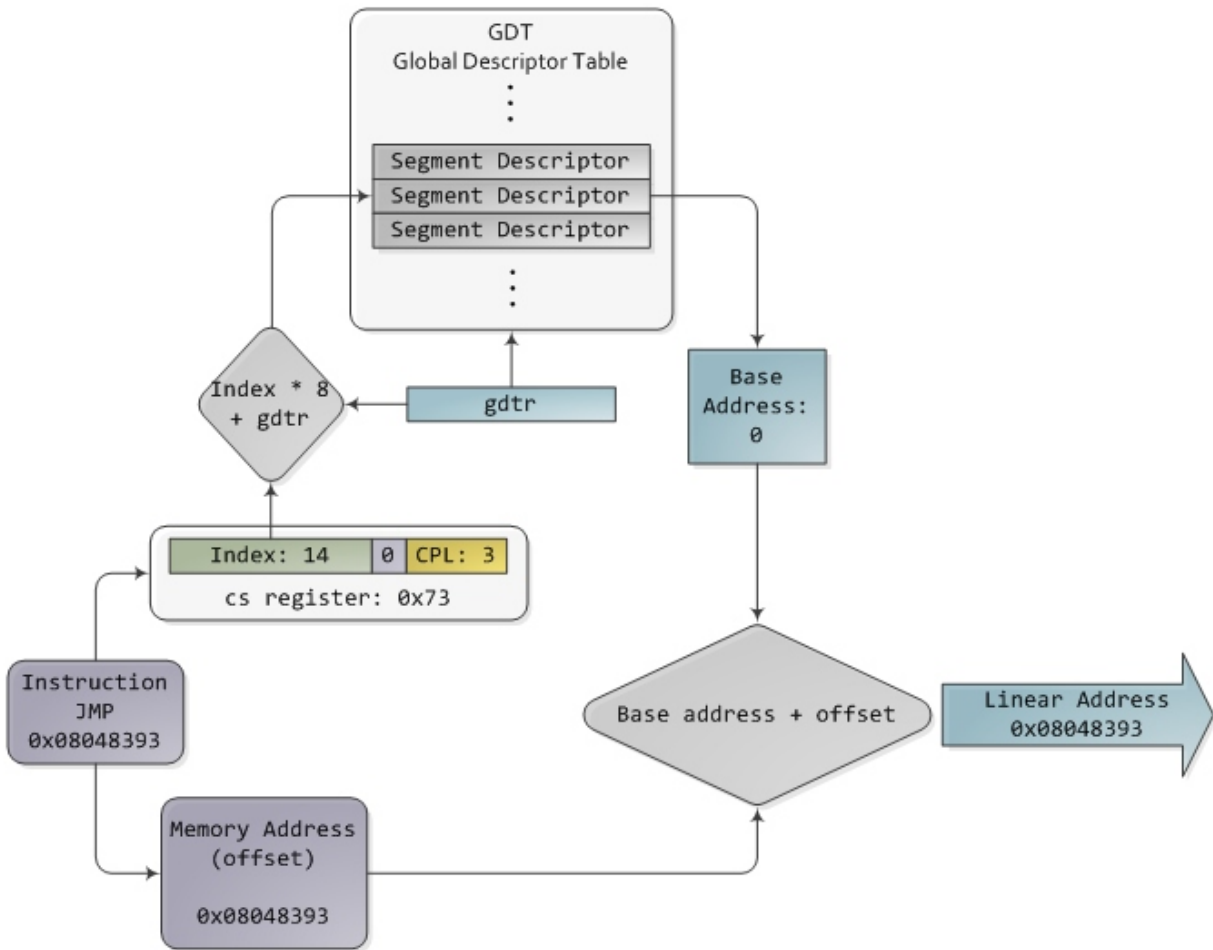 GDT
Global Descriptor Table
Segment Descriptor
Segment Descriptor
Segment Descriptor
Index * 8
+ gdtr
gdtr
Base
Address:
0
Index: 14
0
CPL: 3
cs register: 0x73
Instruction
JMP
0x08048393
Base address + offset
Linear Address
0x08048393
Memory Address
(offset)
0x08048393